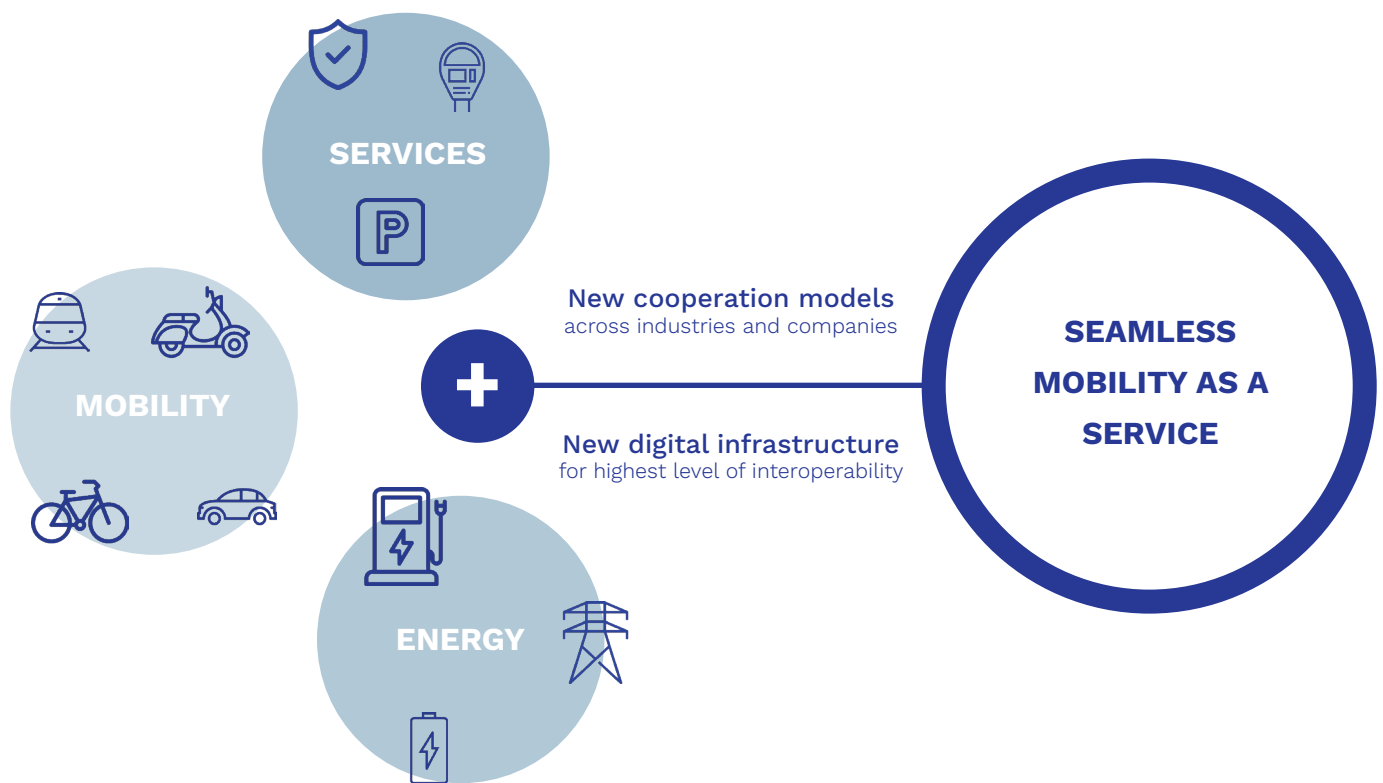 SERVICES
P
MOBILITY
ENERGY
New cooperation models
across industries and companies
New digital infrastructure
for highest level of interoperability
SEAMLESS
MOBILITY AS A
SERVICE